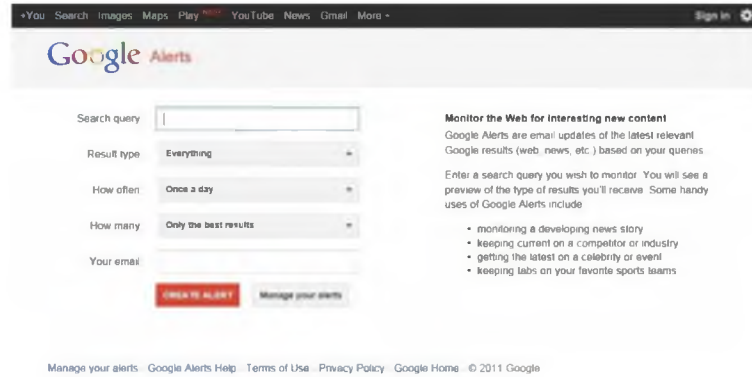 +You Search Images Maps Play NEW! YouTube News Gmail More
Sign in
Google Alerts
Search query
Result type Everything
How often Once a day
How many Only the best results
Your email
CREATE ALERT Manage your alerts
Monitor the Web for interesting new content
Google Alerts are email updates of the latest relevant
Google results (web, news, etc.) based on your queries.
Enter a search query you wish to monitor. You will see a
preview of the type of results you'll receive. Some handy
uses of Google Alerts include:
• monitoring a developing news story
• keeping current on a competitor or industry
• getting the latest on a celebrity or event
• keeping tabs on your favorite sports teams
Manage your alerts - Google Alerts Help - Terms of Use - Privacy Policy - Google Home - © 2011 Google